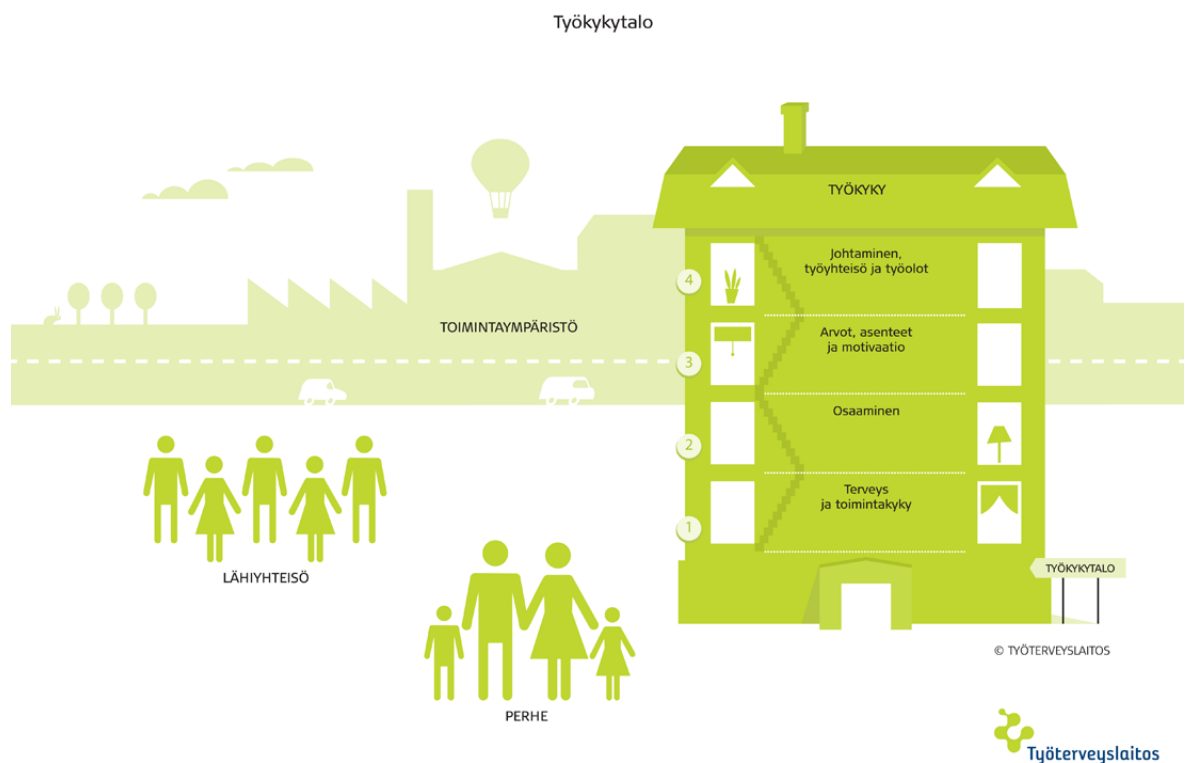 Työkykytalo
TYÖKYKY
4
Johtaminen,
työyhteisö ja työolot
TOIMINTAYMPÄRISTÖ
3
Arvot, asenteet
ja motivaatio
2
Osaaminen
1
Terveys
ja toimintakyky
LÄHIYHTEISÖ
TYÖKYKYTALO
PERHE
© TYÖTERVEYSLAITOS
Työterveyslaitos